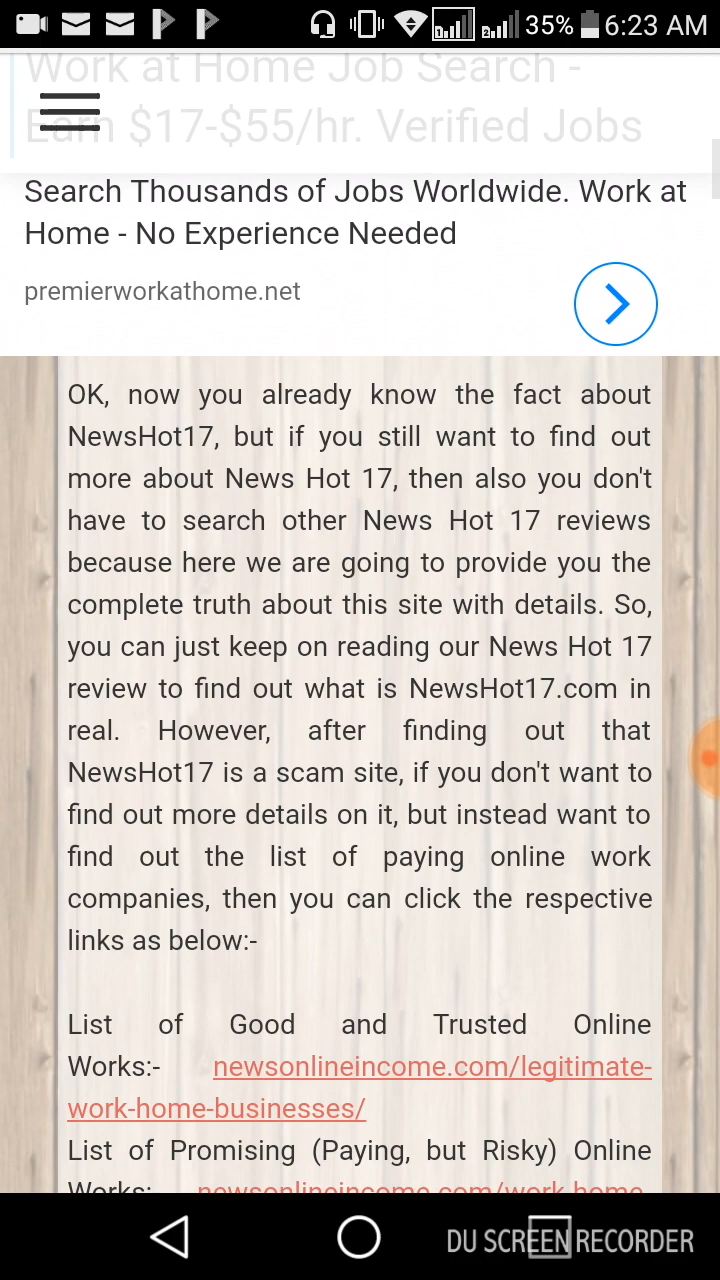 35% 6:23 AM
Work at Home Job Search -
Earn $17-$55/hr. Verified Jobs
Search Thousands of Jobs Worldwide. Work at
Home - No Experience Needed
premierworkathome.net
OK, now you already know the fact about
NewsHot17, but if you still want to find out
more about News Hot 17, then also you don't
have to search other News Hot 17 reviews
because here we are going to provide you the
complete truth about this site with details. So,
you can just keep on reading our News Hot 17
review to find out what is NewsHot17.com in
real. However, after finding out that
NewsHot17 is a scam site, if you don't want to
find out more details on it, but instead want to
find out the list of paying online work
companies, then you can click the respective
links as below:-
List of Good and Trusted Online
Works:- newsonlineincome.com/legitimate-
work-home-businesses/
List of Promising (Paying, but Risky) Online
Works:- newsonlineincome.com/work-home-
DU SCREEN RECORDER